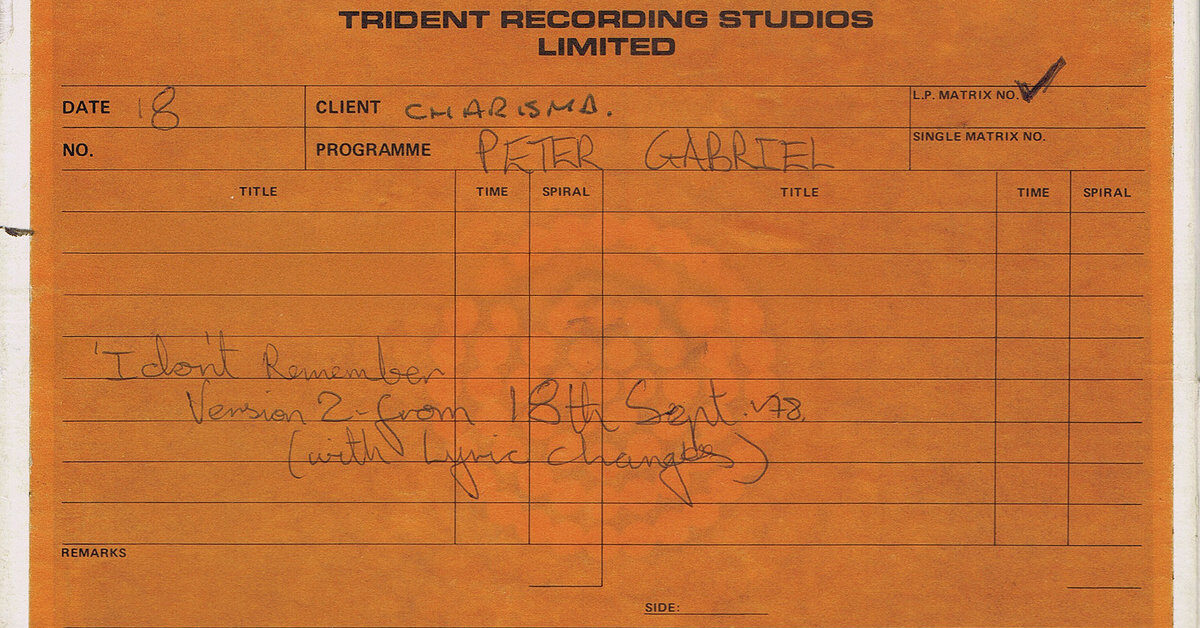 TRIDENT RECORDING STUDIOS
LIMITED
DATE 18 CLIENT CHARISMA. L.P. MATRIX NO. ✓
NO. PROGRAMME PETER GABRIEL SINGLE MATRIX NO.
TITLE TIME SPIRAL TITLE TIME SPIRAL
'I don't Remember
Version 2 - from 18th Sept. 78.
(with Lyric changes)
REMARKS
SIDE: